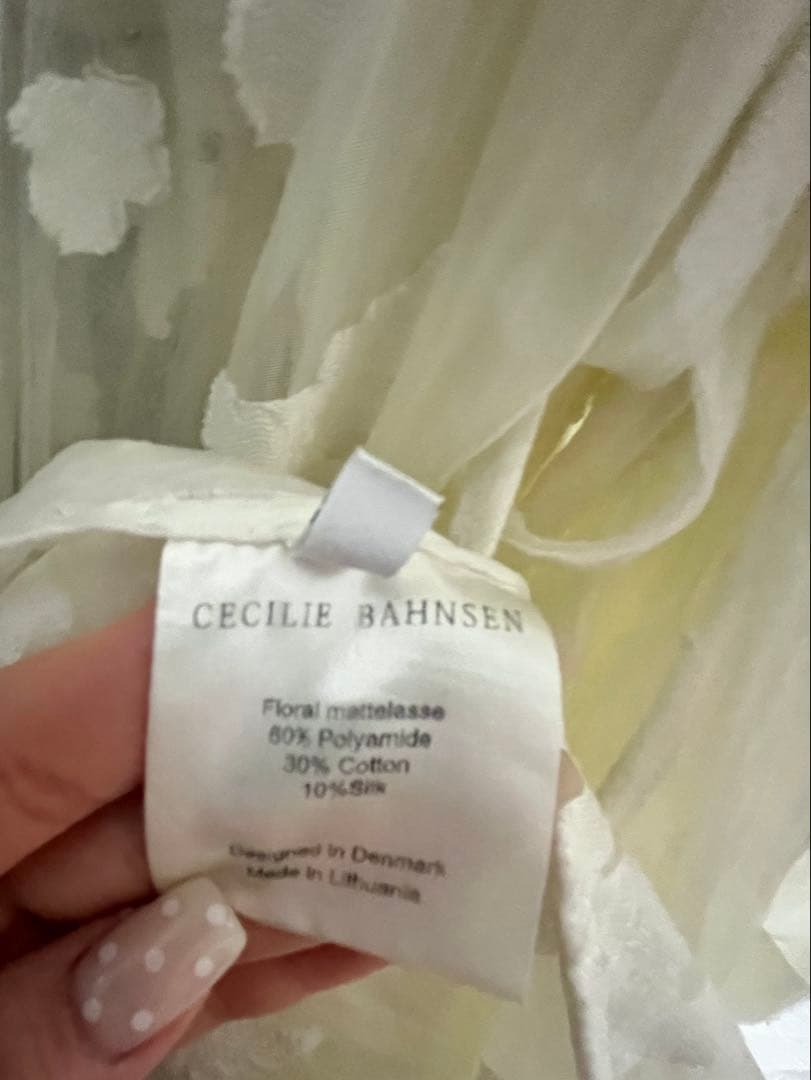 CECILIE BAHNSEN
Floral mattelasse
60% Polyamide
30% Cotton
10%Silk
Designed in Denmark
Made in Lithuania